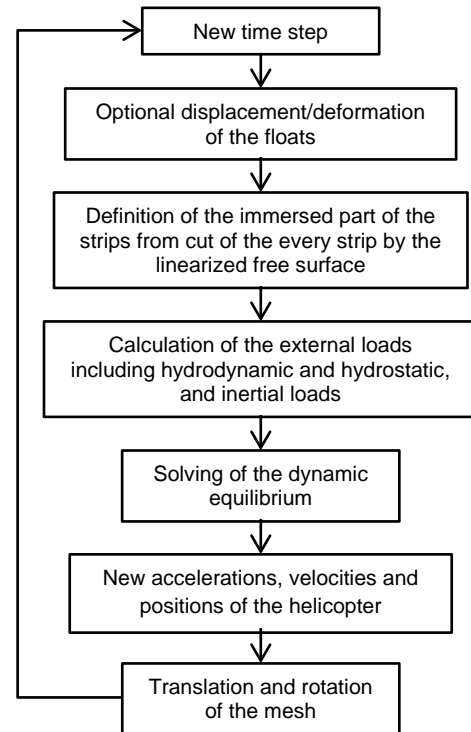 New time step
Optional displacement/deformation
of the floats
Definition of the immersed part of the
strips from cut of the every strip by the
linearized free surface
Calculation of the external loads
including hydrodynamic and hydrostatic,
and inertial loads
Solving of the dynamic
equilibrium
New accelerations, velocities and
positions of the helicopter
Translation and rotation
of the mesh